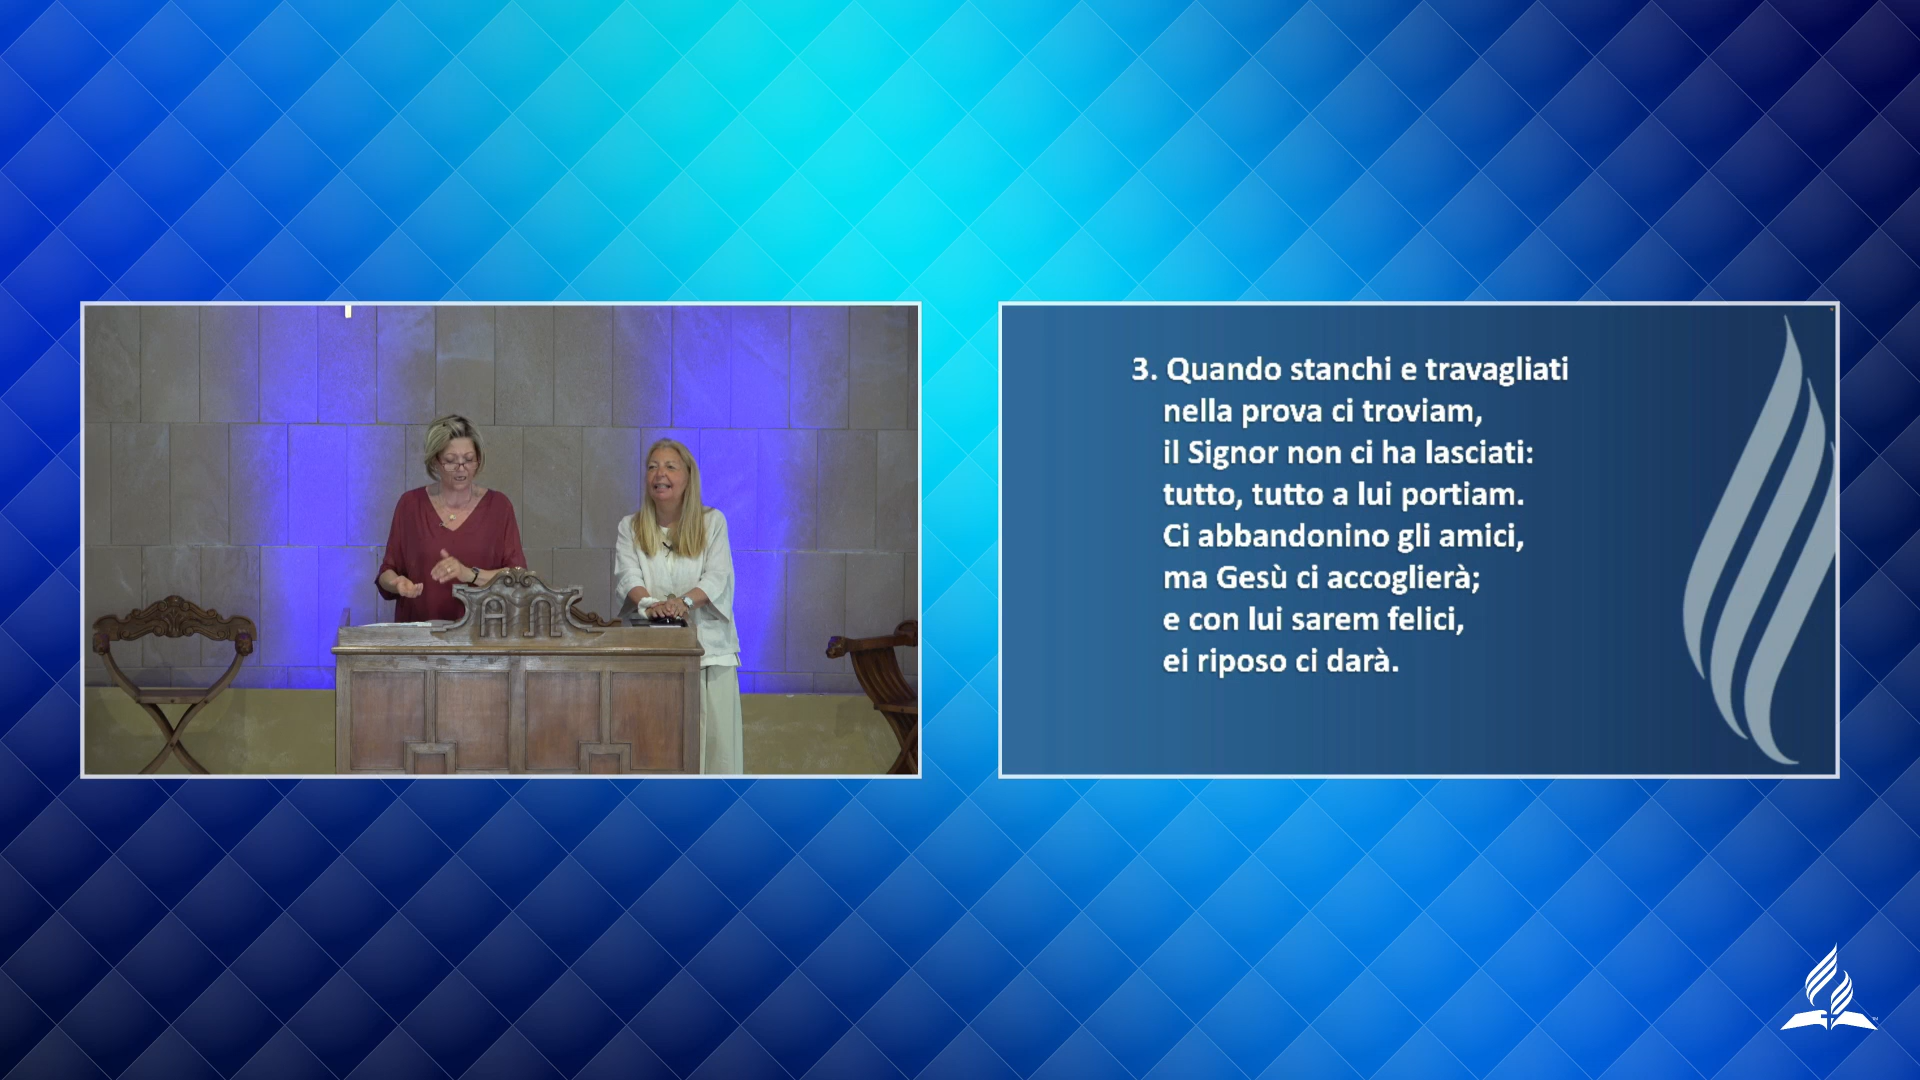 3. Quando stanchi e travagliati
nella prova ci troviam,
il Signor non ci ha lasciati:
tutto, tutto a lui portiam.
Ci abbandonino gli amici,
ma Gesù ci accoglierà;
e con lui sarem felici,
ei riposo ci darà.